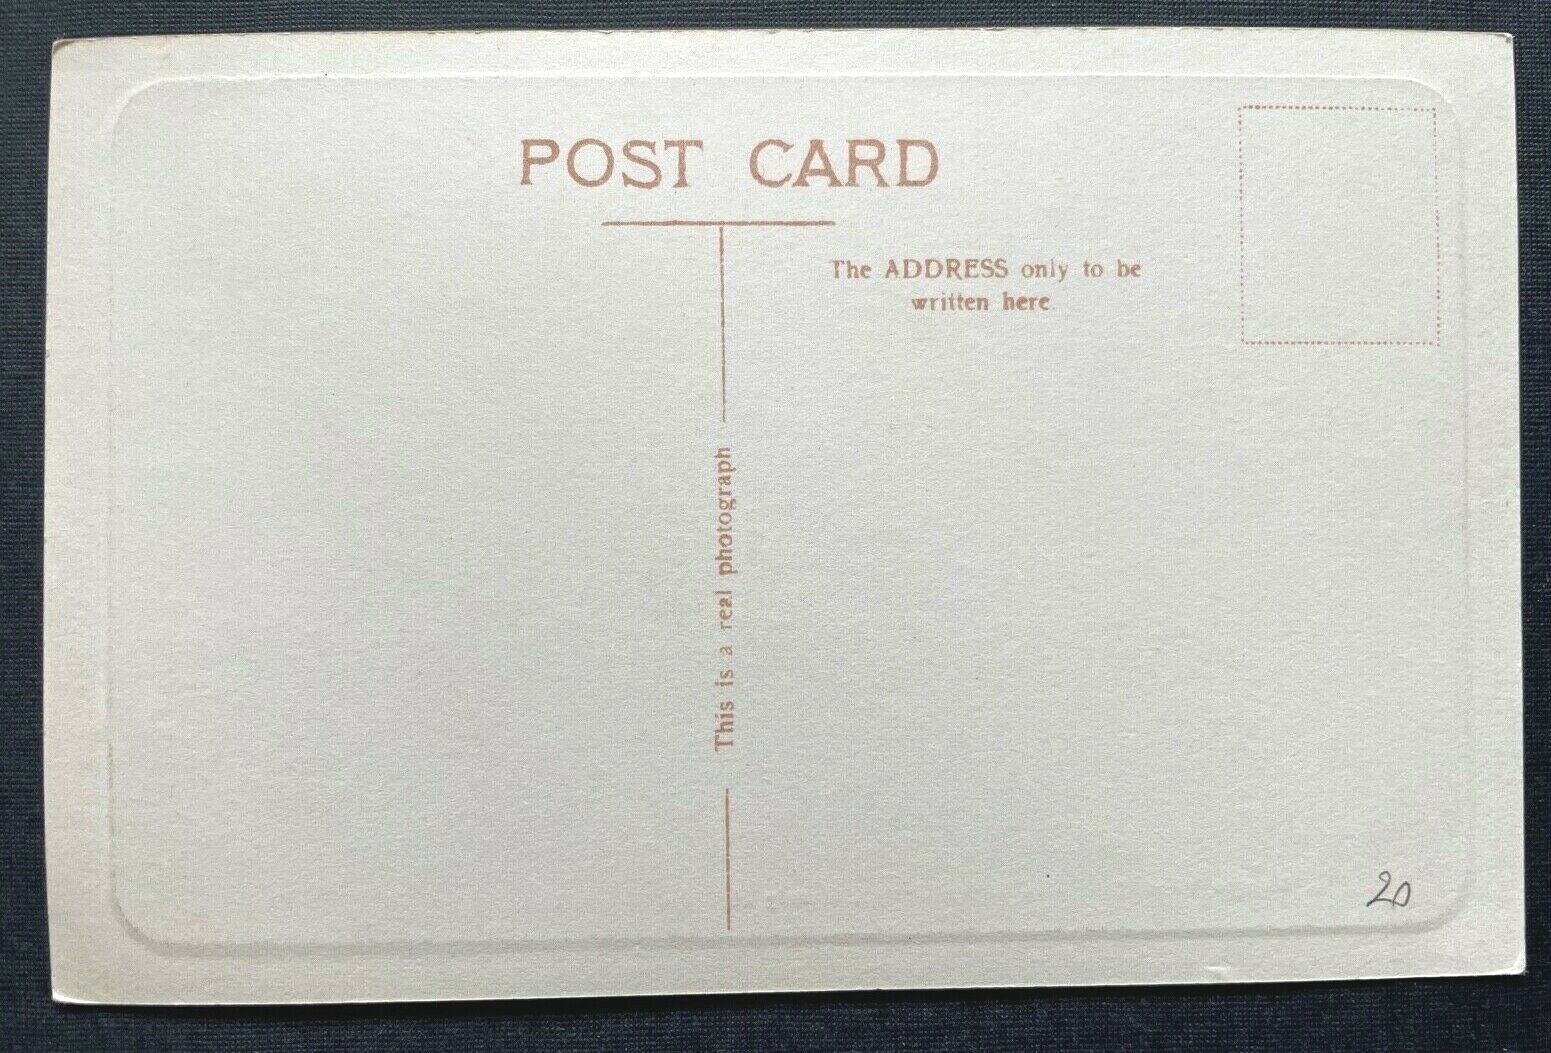 POST CARD
The ADDRESS only to be
written here.
This is a real photograph
20